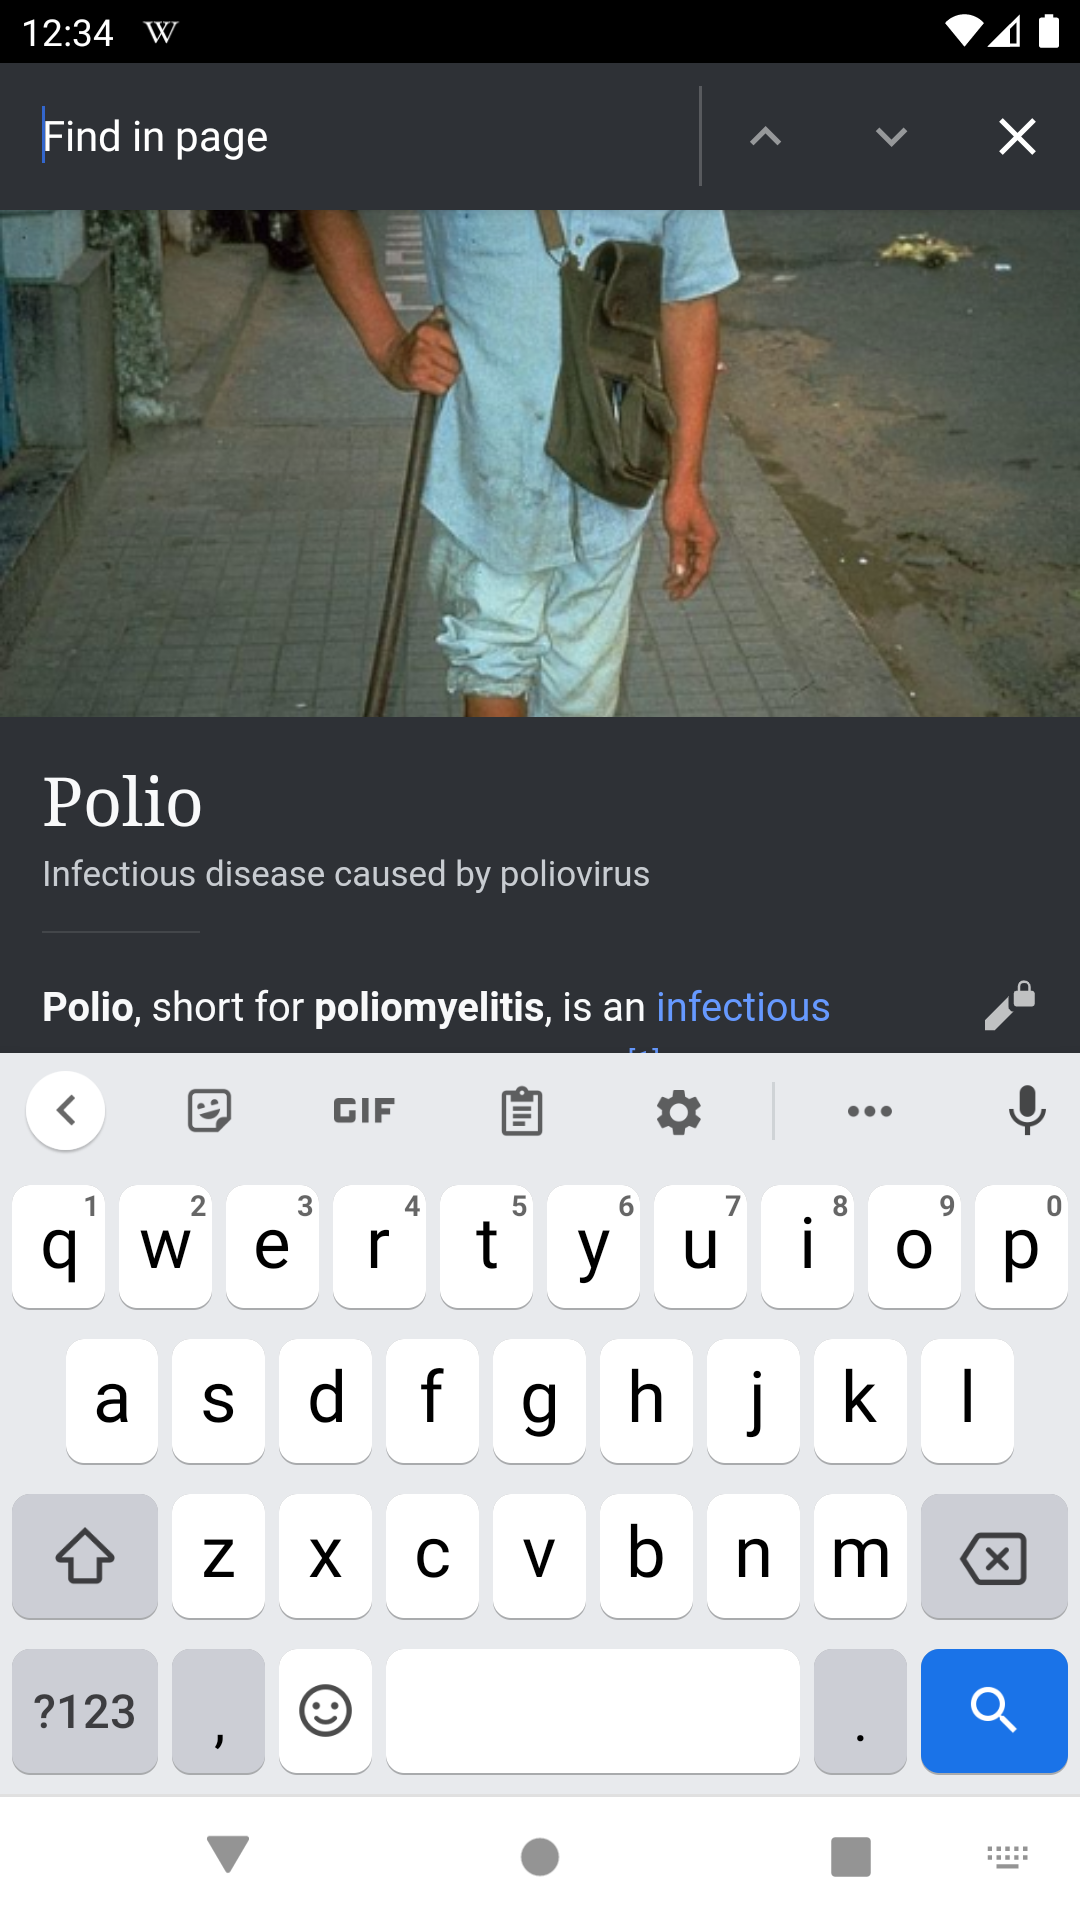 12:34 W
Find in page
Polio
Infectious disease caused by poliovirus
Polio, short for poliomyelitis, is an infectious
GIF
1 2 3 4 5 6 7 8 9 0
q w e r t y u i o p
a s d f g h j k l
z x c v b n m
?123 , .